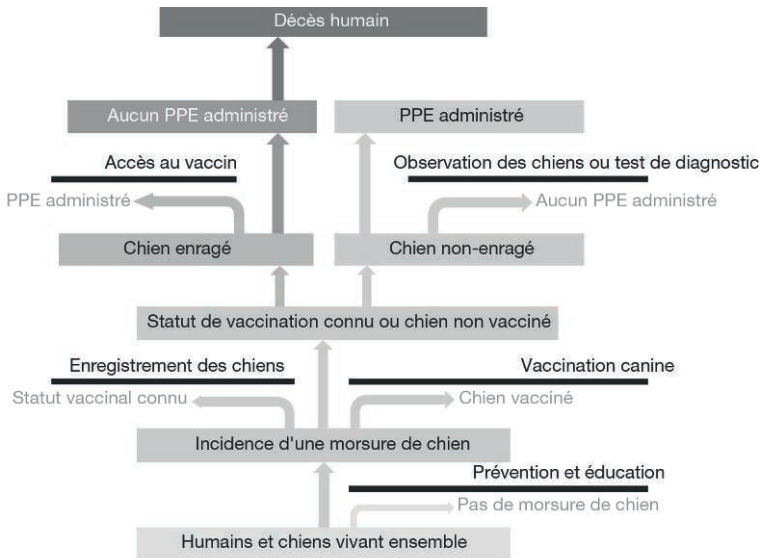 Décès humain
Aucun PPE administré
PPE administré
Accès au vaccin
Observation des chiens ou test de diagnostic
PPE administré
Aucun PPE administré
Chien enragé
Chien non-enragé
Statut de vaccination connu ou chien non vacciné
Enregistrement des chiens
Vaccination canine
Statut vaccinal connu
Chien vacciné
Incidence d'une morsure de chien
Prévention et éducation
Pas de morsure de chien
Humains et chiens vivant ensemble